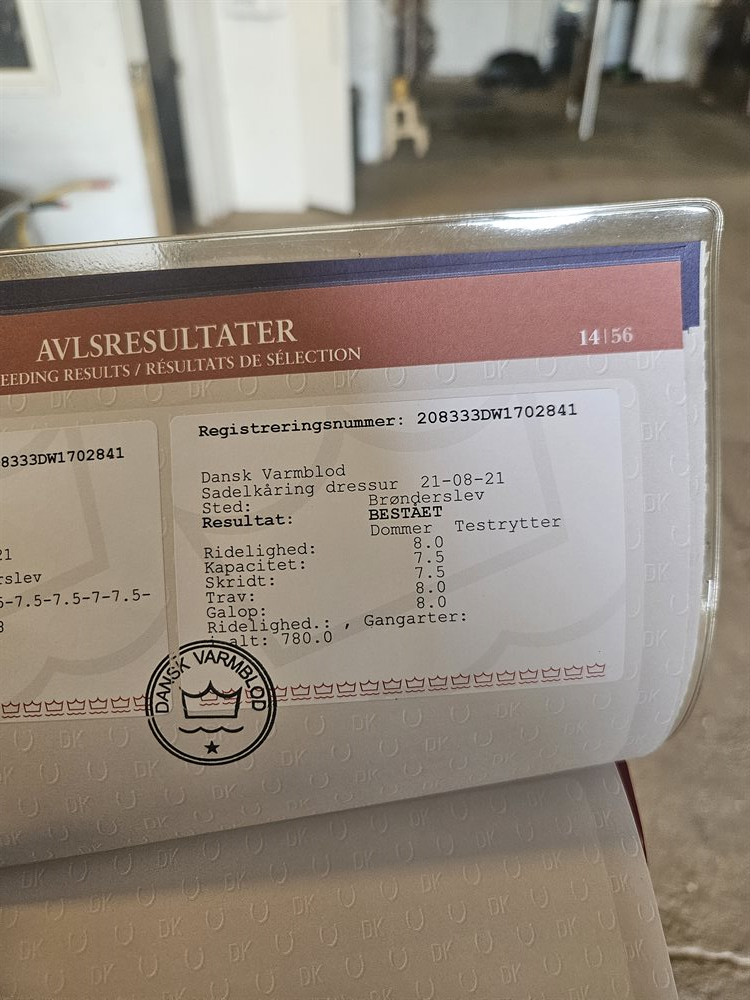 AVLSRESULTATER
EEDING RESULTS / RÉSULTATS DE SÉLECTION
14|56
8333DW1702841
21
rslev
5-7.5-7.5-7-7.5-
8
Registreringsnummer: 208333DW1702841
Dansk Varmblod
Sadelkåring dressur 21-08-21
Sted: Brønderslev
Resultat: BESTÅET
Dommer Testrytter
Ridelighed: 8.0
Kapacitet: 7.5
Skridt: 7.5
Trav: 8.0
Galop: 8.0
Ridelighed.: , Gangarter:
alt: 780.0
DANSK VARMBLOD